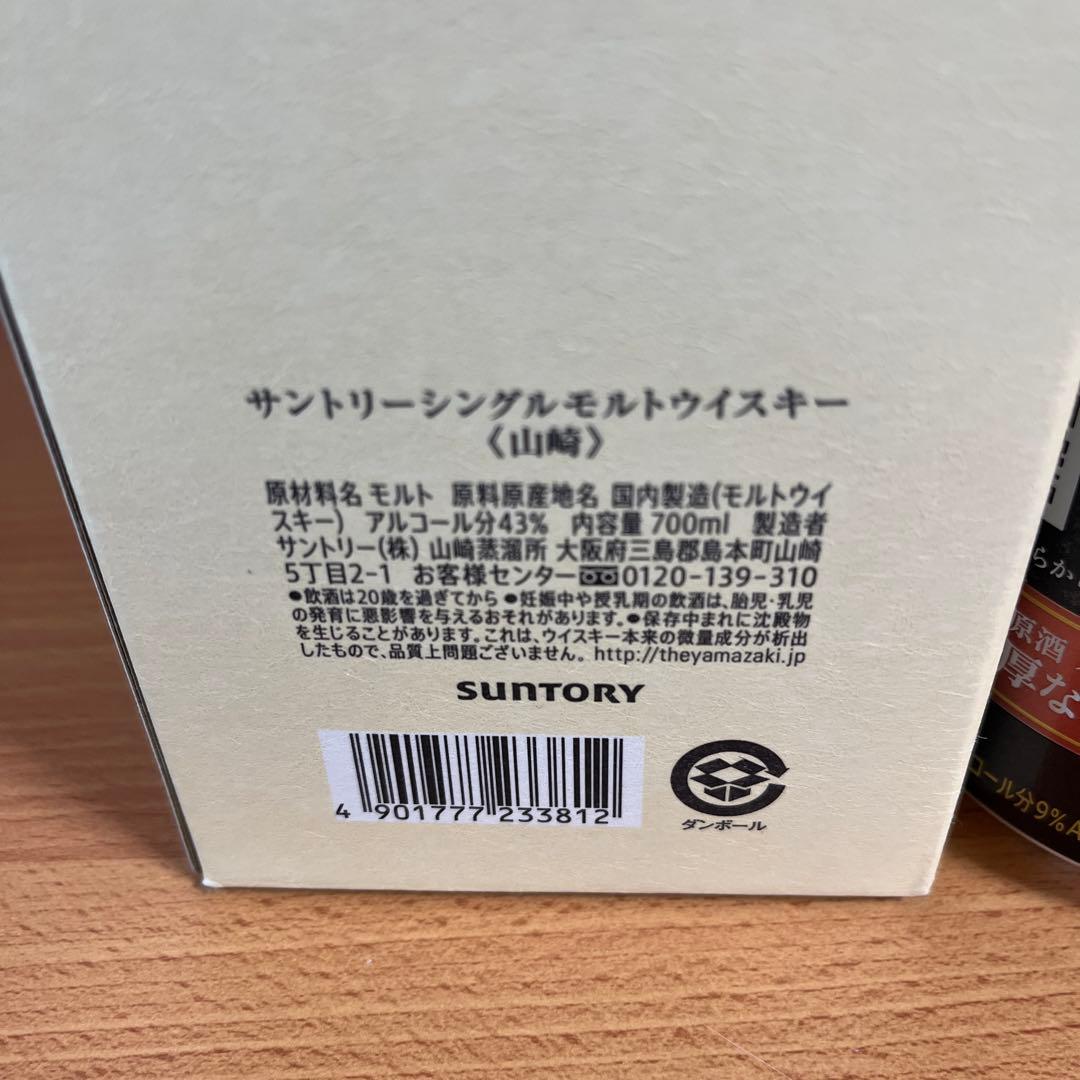 サントリーシングルモルトウイスキー
《山崎》
原材料名 モルト 原料原産地名 国内製造(モルトウイ
スキー) アルコール分43% 内容量 700ml 製造者
サントリー(株) 山崎蒸溜所 大阪府三島郡島本町山崎
5丁目2-1 お客様センター 0120-139-310
●飲酒は20歳を過ぎてから ●妊娠中や授乳期の飲酒は、胎児・乳児
の発育に悪影響を与えるおそれがあります。●保存中まれに沈殿物
を生じることがあります。これは、ウイスキー本来の微量成分が析出
したもので、品質上問題ございません。 http://theyamazaki.jp
SUNTORY
4 901777 233812
ダンボール
らか
原酒
厚な
コール分9%